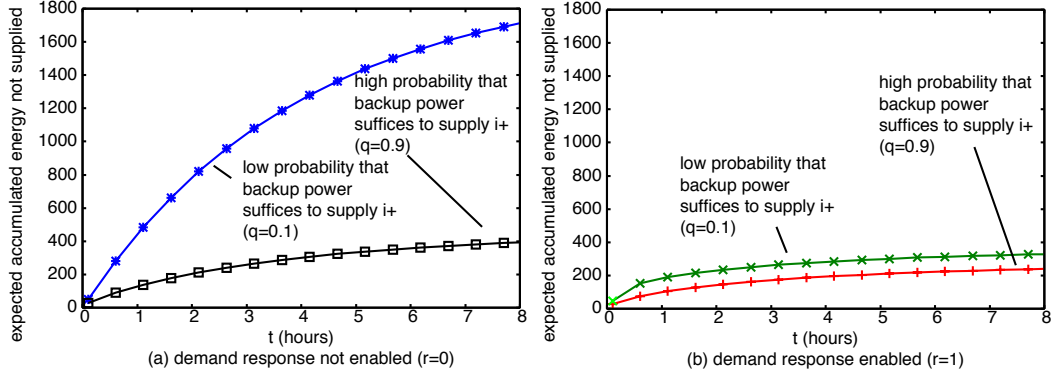 expected accumulated energy not supplied
1800
1600
1400
1200
1000
800
600
400
200
0
0 1 2 3 4 5 6 7 8
t (hours)
high probability that
backup power
suffices to supply i+
(q=0.9)
low probability that
backup power
suffices to supply i+
(q=0.1)
(a) demand response not enabled (r=0)
expected accumulated energy not supplied
1800
1600
1400
1200
1000
800
600
400
200
0
0 1 2 3 4 5 6 7 8
t (hours)
high probability that
backup power
suffices to supply i+
(q=0.9)
low probability that
backup power
suffices to supply i+
(q=0.1)
(b) demand response enabled (r=1)